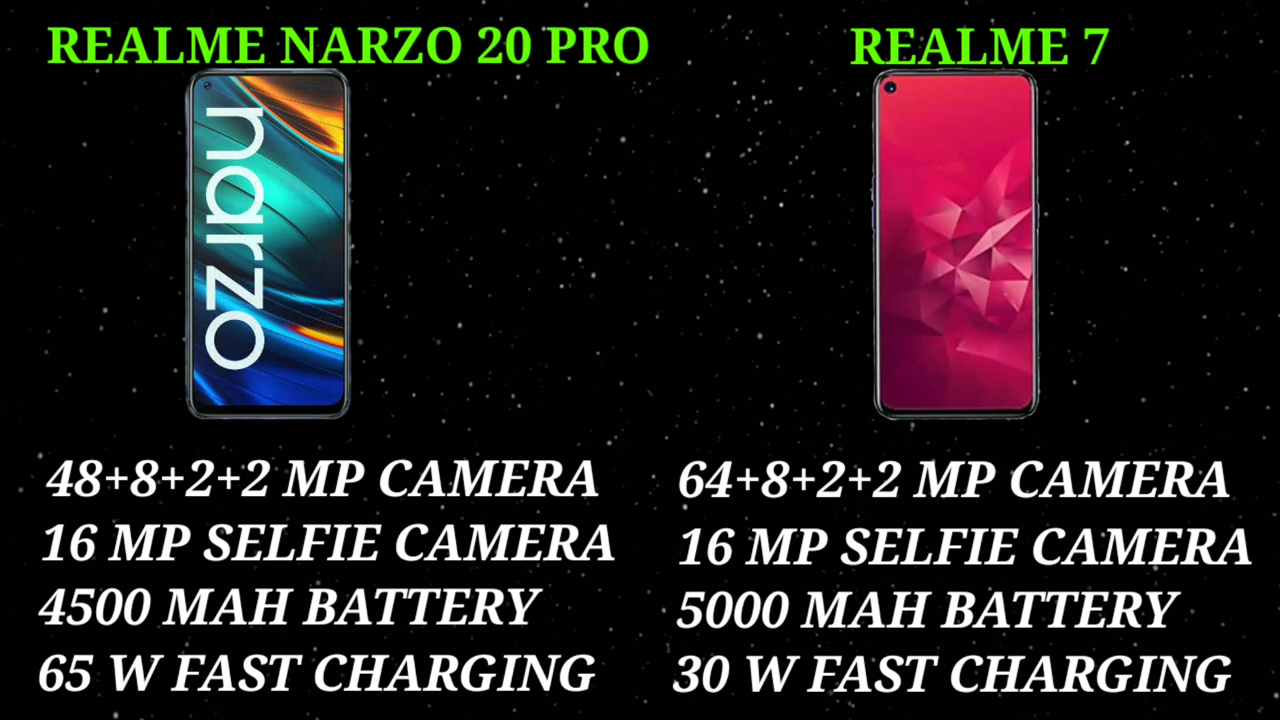 REALME NARZO 20 PRO
narzo
48+8+2+2 MP CAMERA
16 MP SELFIE CAMERA
4500 MAH BATTERY
65 W FAST CHARGING
REALME 7
64+8+2+2 MP CAMERA
16 MP SELFIE CAMERA
5000 MAH BATTERY
30 W FAST CHARGING